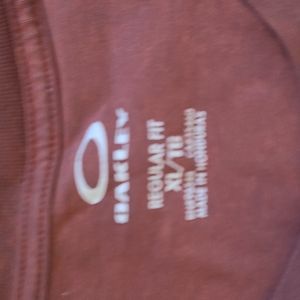 OAKLEY
REGULAR FIT
XL/TG
MADE IN HONDURAS